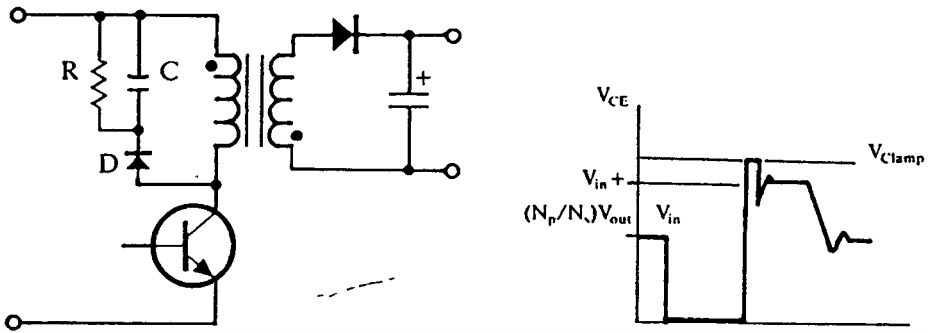 R
C
D
+
V_CE
V_Clamp
V_in +
(N_p/N_s)V_out
V_in